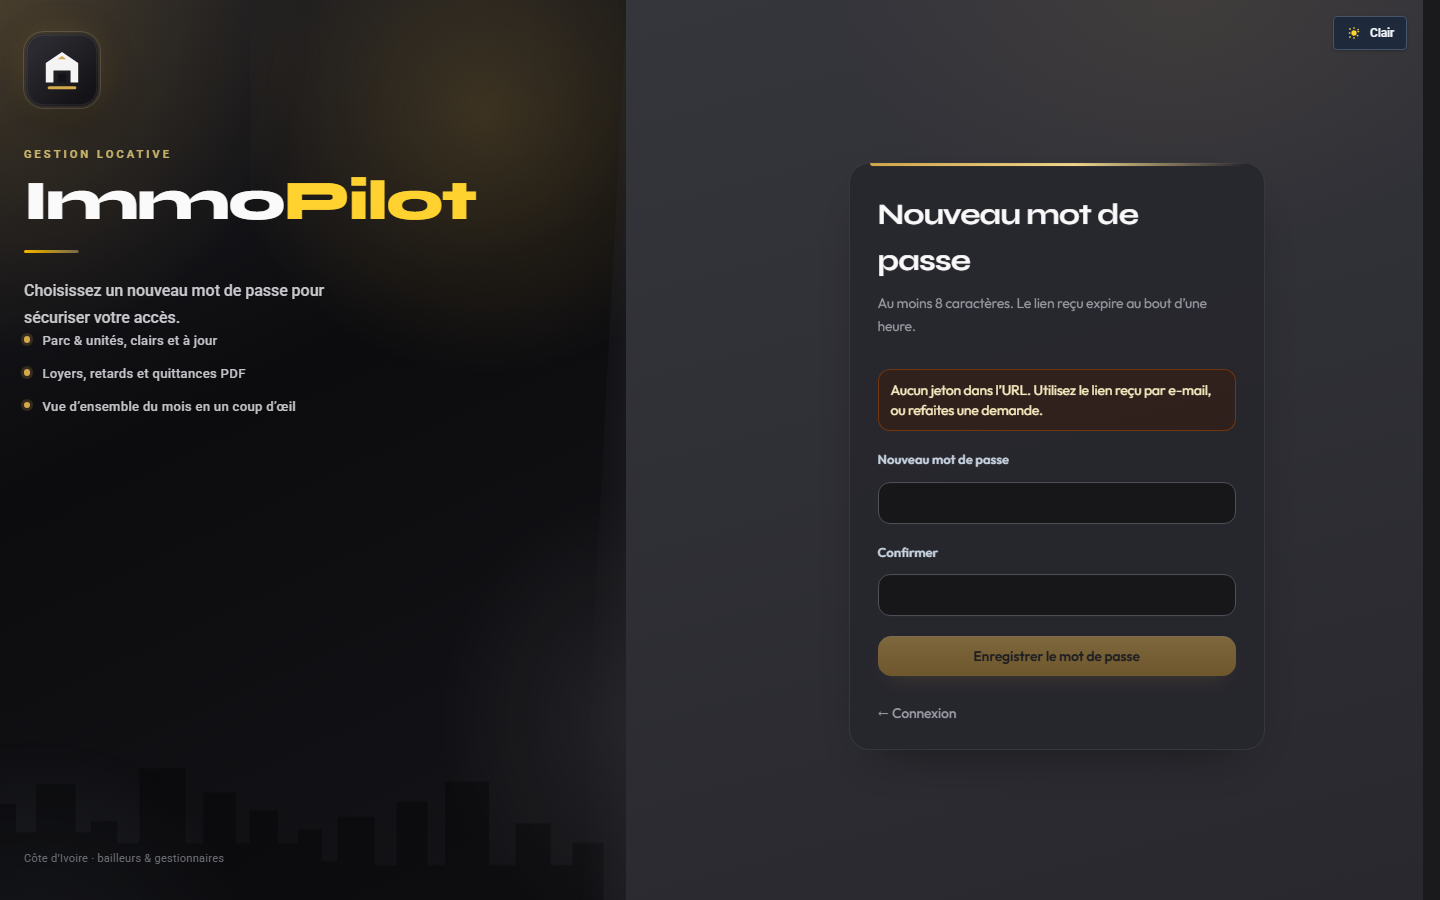 Clair
GESTION LOCATIVE
ImmoPilot
Choisissez un nouveau mot de passe pour
sécuriser votre accès.
Parc & unités, clairs et à jour
Loyers, retards et quittances PDF
Vue d’ensemble du mois en un coup d’œil
Côte d’Ivoire · bailleurs & gestionnaires
Nouveau mot de
passe
Au moins 8 caractères. Le lien reçu expire au bout d’une
heure.
Aucun jeton dans l’URL. Utilisez le lien reçu par e-mail,
ou refaites une demande.
Nouveau mot de passe
Confirmer
Enregistrer le mot de passe
← Connexion